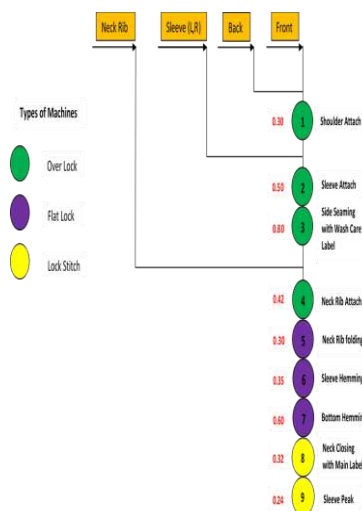 Neck Rib
Sleeve (L,R)
Back
Front
Types of Machines
Over Lock
Flat Lock
Lock Stitch
0.30 1 Shoulder Attach
0.50 2 Sleeve Attach
0.80 3 Side Seaming
with Wash Care
Label
0.42 4 Neck Rib Attach
0.30 5 Neck Rib folding
0.35 6 Sleeve Hemming
0.60 7 Bottom Hemmin
0.32 8 Neck Closing
with Main Label
0.24 9 Sleeve Peak